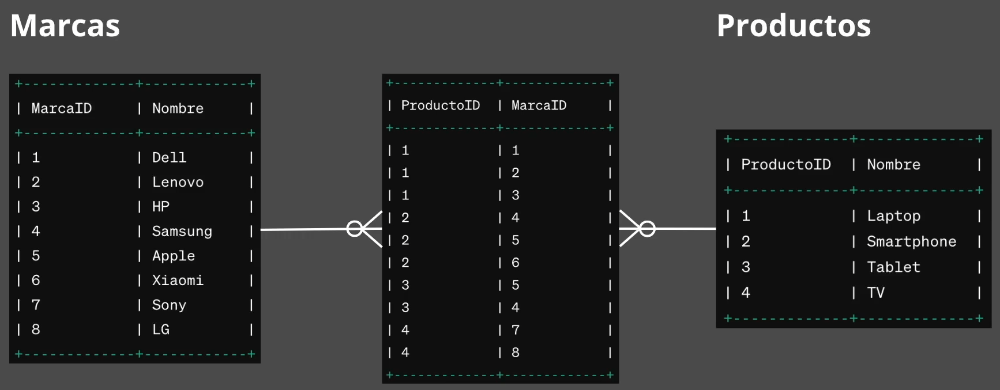 Marcas
Productos
+-------------+------------+
| MarcaID | Nombre |
+-------------+------------+
| 1 | Dell |
| 2 | Lenovo |
| 3 | HP |
| 4 | Samsung |
| 5 | Apple |
| 6 | Xiaomi |
| 7 | Sony |
| 8 | LG |
+-------------+------------+
+------------+------------+
| ProductoID | MarcaID |
+------------+------------+
| 1 | 1 |
| 1 | 2 |
| 1 | 3 |
| 2 | 4 |
| 2 | 5 |
| 2 | 6 |
| 3 | 5 |
| 3 | 4 |
| 4 | 7 |
| 4 | 8 |
+------------+------------+
+-------------+-------------+
| ProductoID | Nombre |
+-------------+-------------+
| 1 | Laptop |
| 2 | Smartphone |
| 3 | Tablet |
| 4 | TV |
+-------------+-------------+